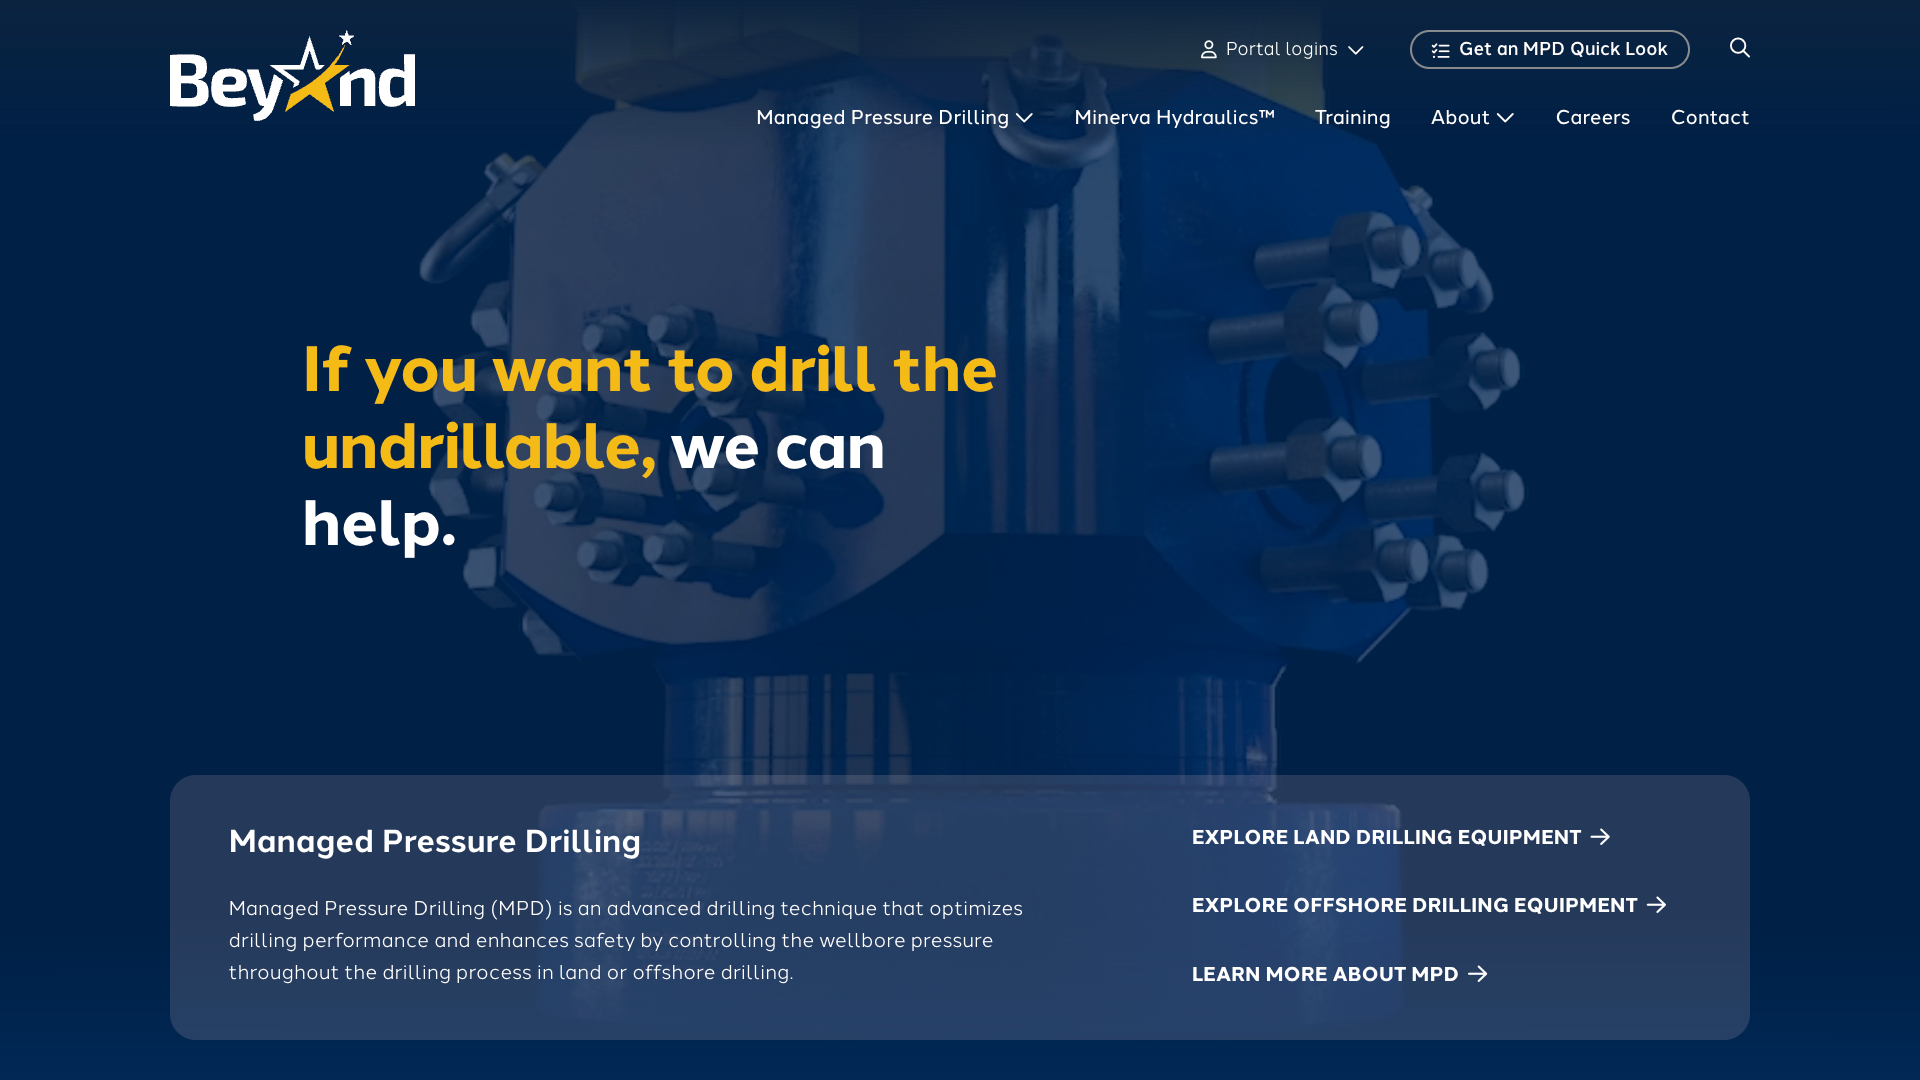 Beyond
Portal logins
Get an MPD Quick Look
Managed Pressure Drilling
Minerva Hydraulics™
Training
About
Careers
Contact
If you want to drill the
undrillable, we can
help.
Managed Pressure Drilling
Managed Pressure Drilling (MPD) is an advanced drilling technique that optimizes
drilling performance and enhances safety by controlling the wellbore pressure
throughout the drilling process in land or offshore drilling.
EXPLORE LAND DRILLING EQUIPMENT
EXPLORE OFFSHORE DRILLING EQUIPMENT
LEARN MORE ABOUT MPD